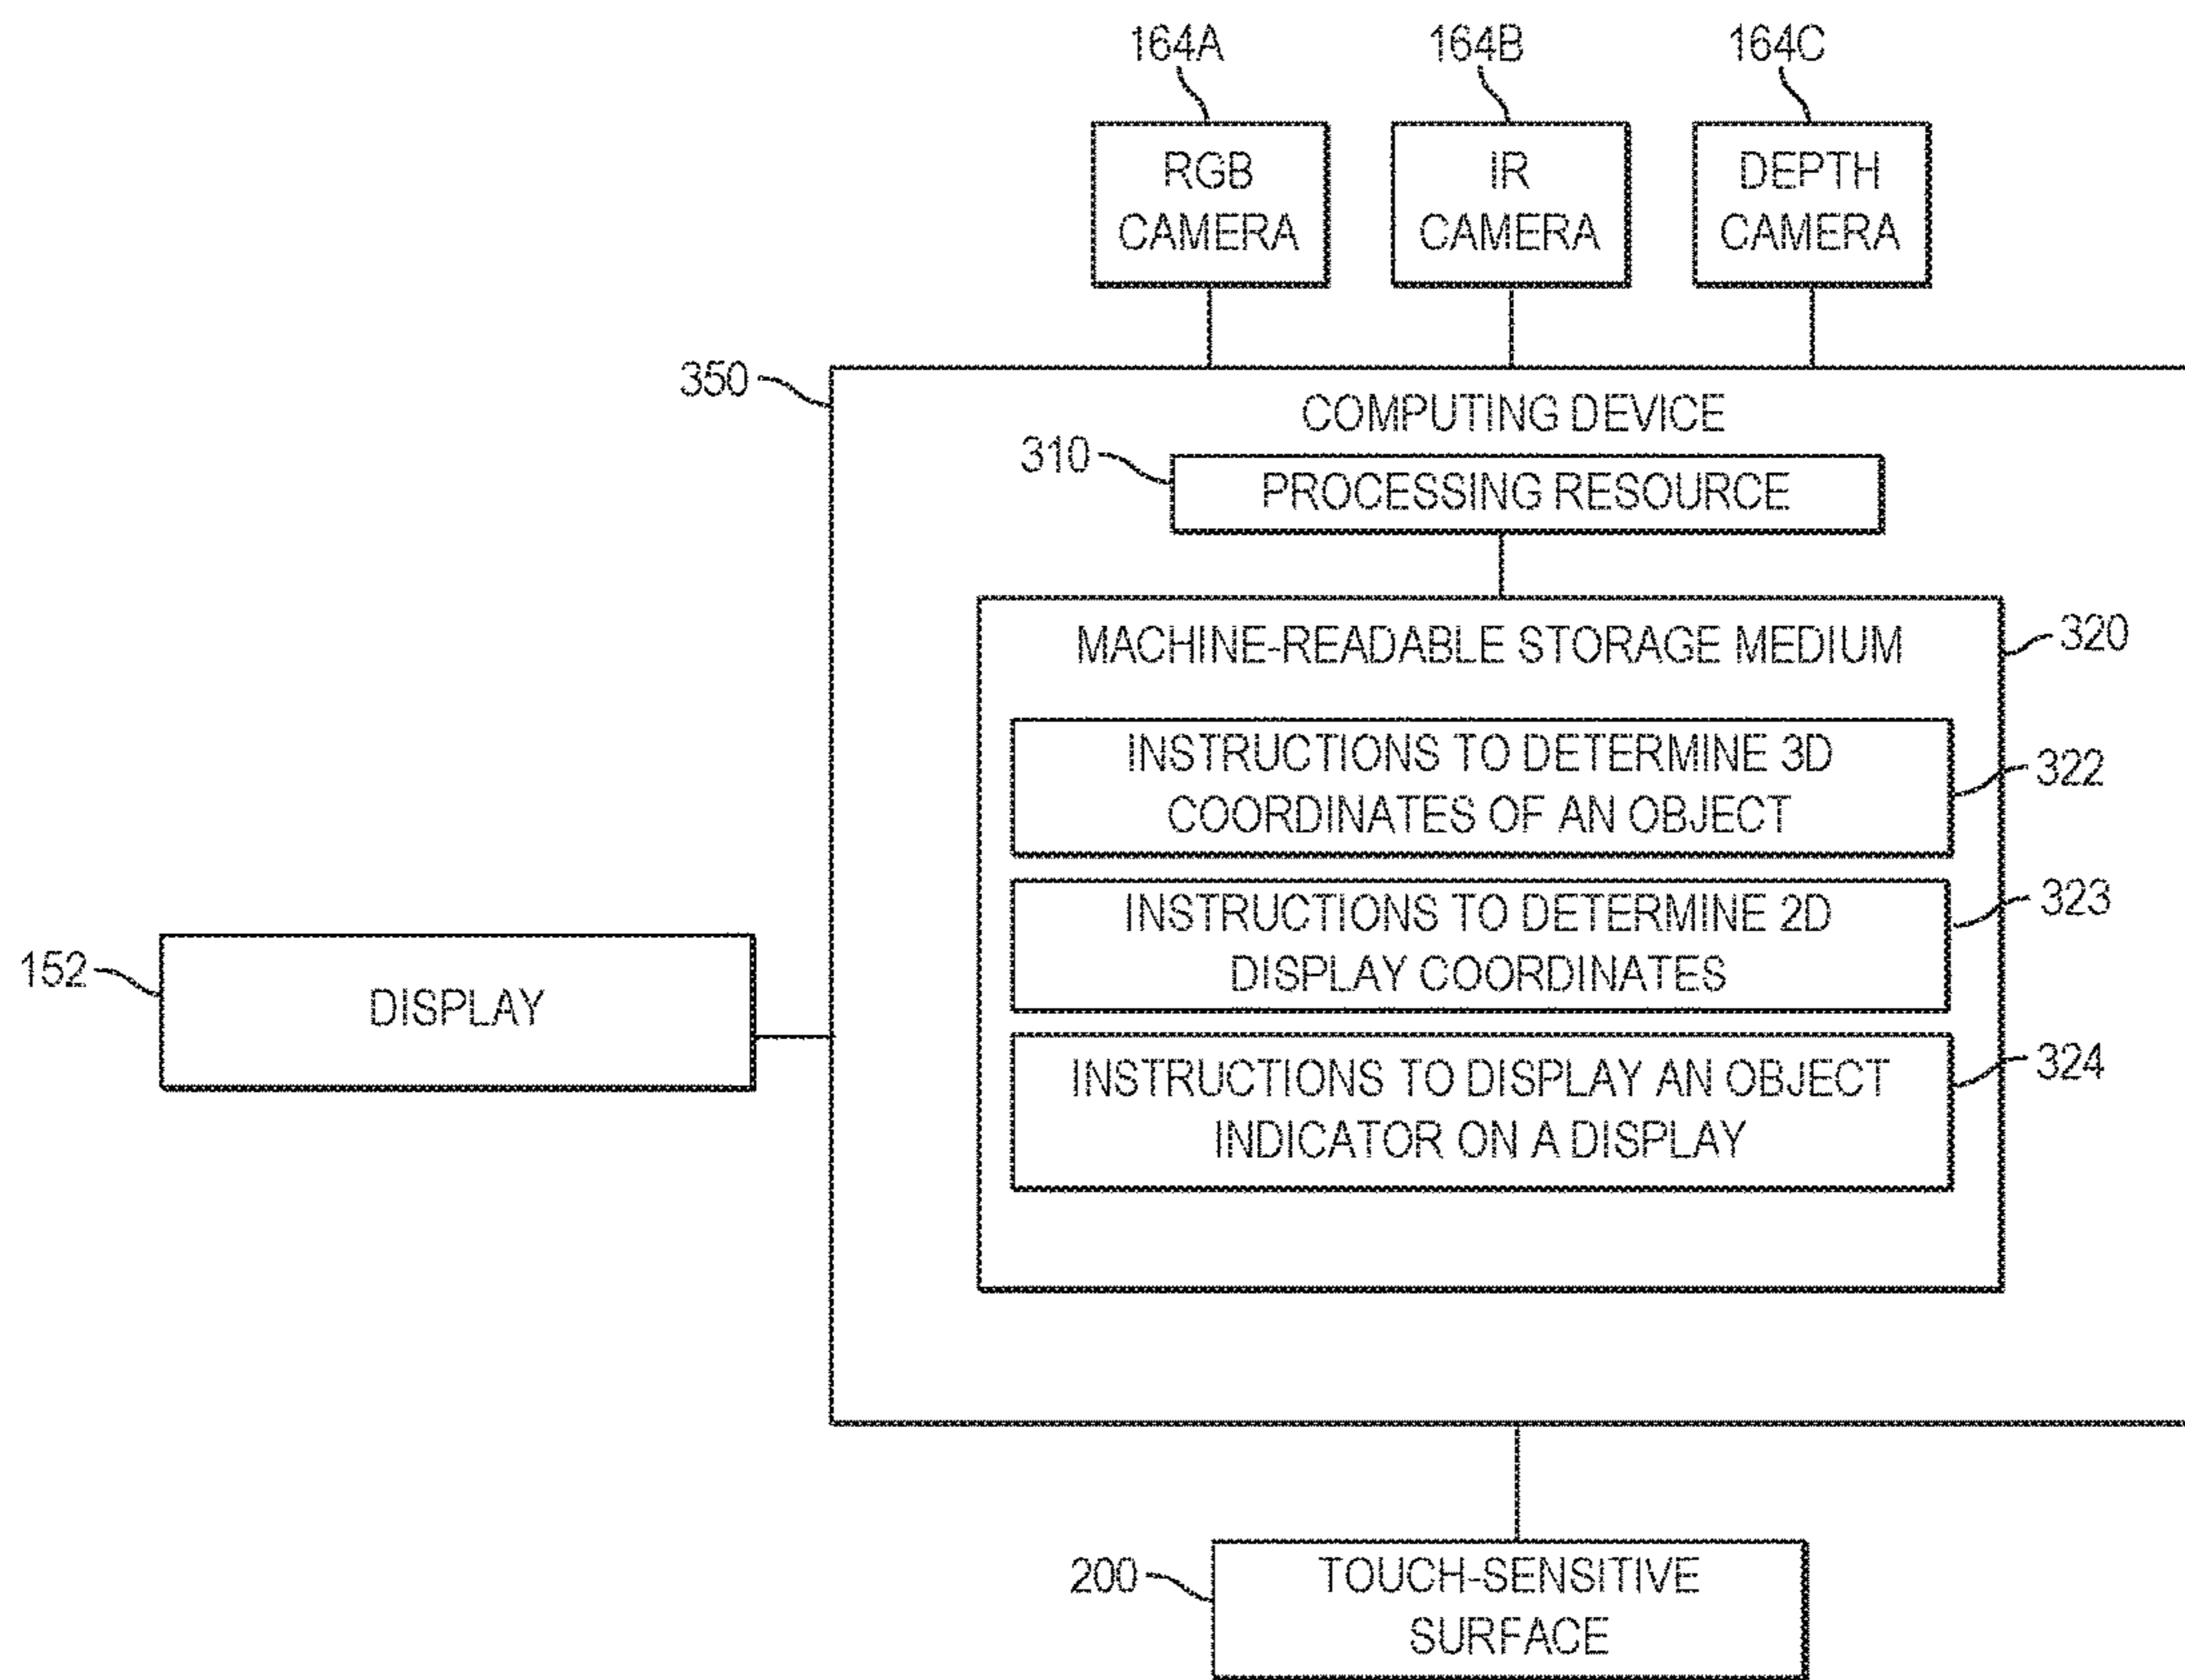 164A
164B
164C
RGB
CAMERA
IR
CAMERA
DEPTH
CAMERA
350
COMPUTING DEVICE
310
PROCESSING RESOURCE
MACHINE-READABLE STORAGE MEDIUM
320
INSTRUCTIONS TO DETERMINE 3D
COORDINATES OF AN OBJECT
322
INSTRUCTIONS TO DETERMINE 2D
DISPLAY COORDINATES
323
152
DISPLAY
INSTRUCTIONS TO DISPLAY AN OBJECT
INDICATOR ON A DISPLAY
324
200
TOUCH-SENSITIVE
SURFACE